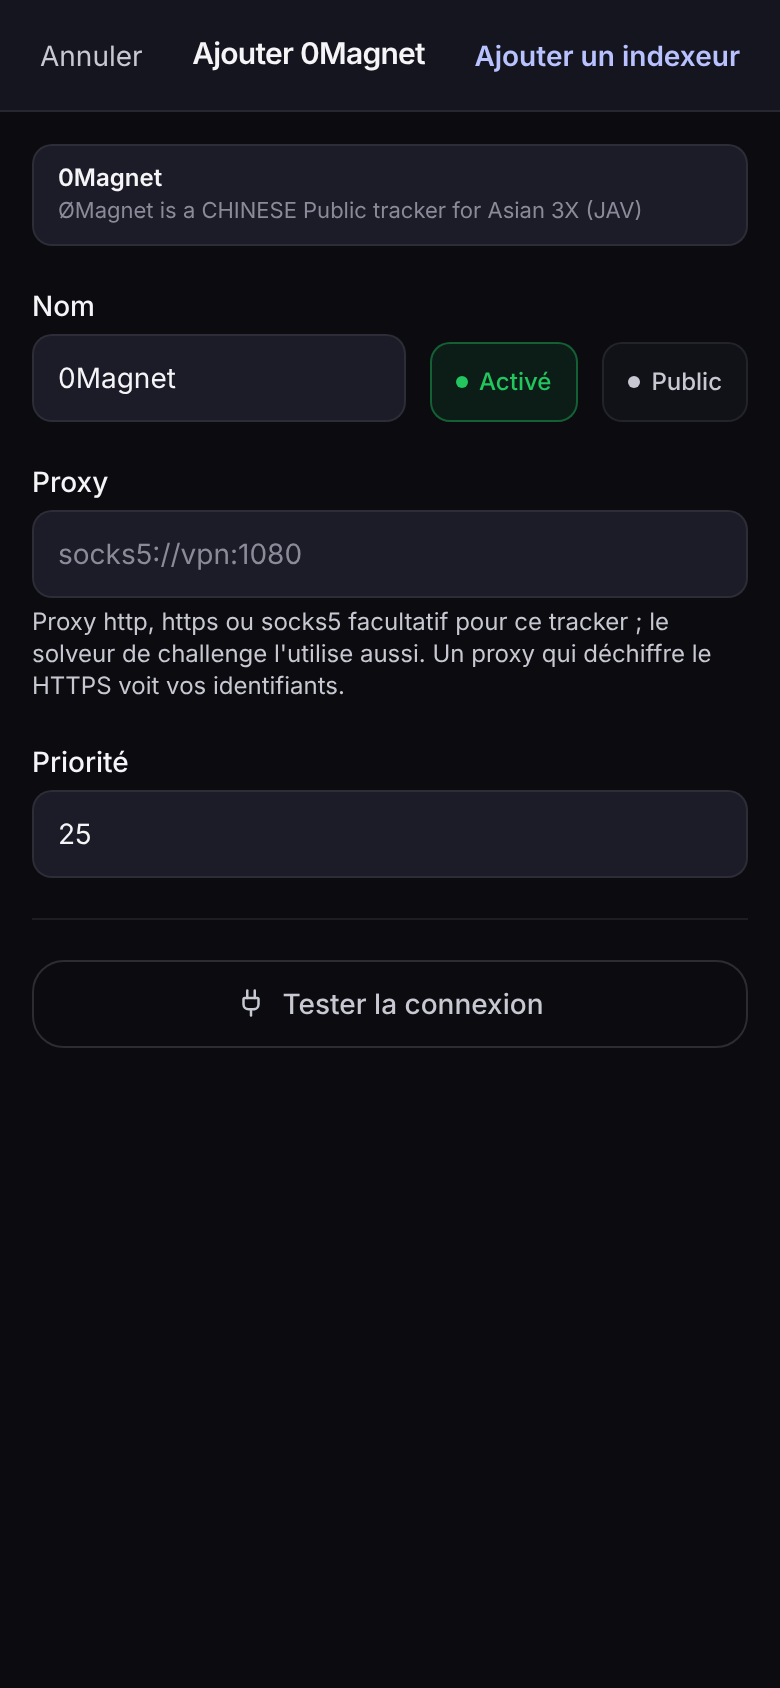 Annuler
Ajouter 0Magnet
Ajouter un indexeur
0Magnet
ØMagnet is a CHINESE Public tracker for Asian 3X (JAV)
Nom
0Magnet
Activé
Public
Proxy
socks5://vpn:1080
Proxy http, https ou socks5 facultatif pour ce tracker ; le
solveur de challenge l'utilise aussi. Un proxy qui déchiffre le
HTTPS voit vos identifiants.
Priorité
25
Tester la connexion